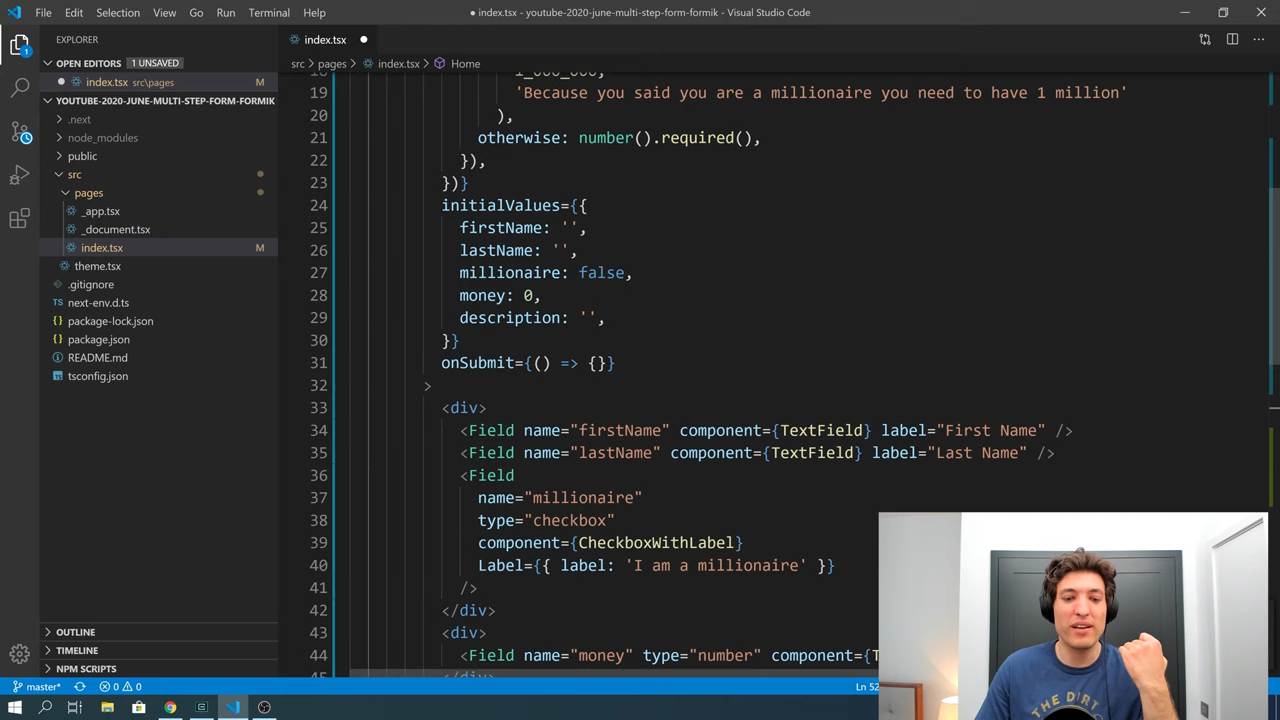 File Edit Selection View Go Run Terminal Help
● index.tsx - youtube-2020-june-multi-step-form-formik - Visual Studio Code
EXPLORER
index.tsx
OPEN EDITORS 1 UNSAVED
index.tsx src\pages M
YOUTUBE-2020-JUNE-MULTI-STEP-FORM-FORMIK
.next
node_modules
public
src
pages
_app.tsx
_document.tsx
index.tsx M
theme.tsx
.gitignore
next-env.d.ts
package-lock.json
package.json
README.md
tsconfig.json
OUTLINE
TIMELINE
NPM SCRIPTS
src > pages > index.tsx > Home
18 1_000_000,
19 'Because you said you are a millionaire you need to have 1 million'
20 ),
21 otherwise: number().required(),
22 }),
23 })}
24 initialValues={{
25 firstName: '',
26 lastName: '',
27 millionaire: false,
28 money: 0,
29 description: '',
30 }}
31 onSubmit={() => {}}
32 >
33 <div>
34 <Field name="firstName" component={TextField} label="First Name" />
35 <Field name="lastName" component={TextField} label="Last Name" />
36 <Field
37 name="millionaire"
38 type="checkbox"
39 component={CheckboxWithLabel}
40 Label={{ label: 'I am a millionaire' }}
41 />
42 </div>
43 <div>
44 <Field name="money" type="number" component={T
45 </div>
master* 0 0
Ln 52
THE DIRT